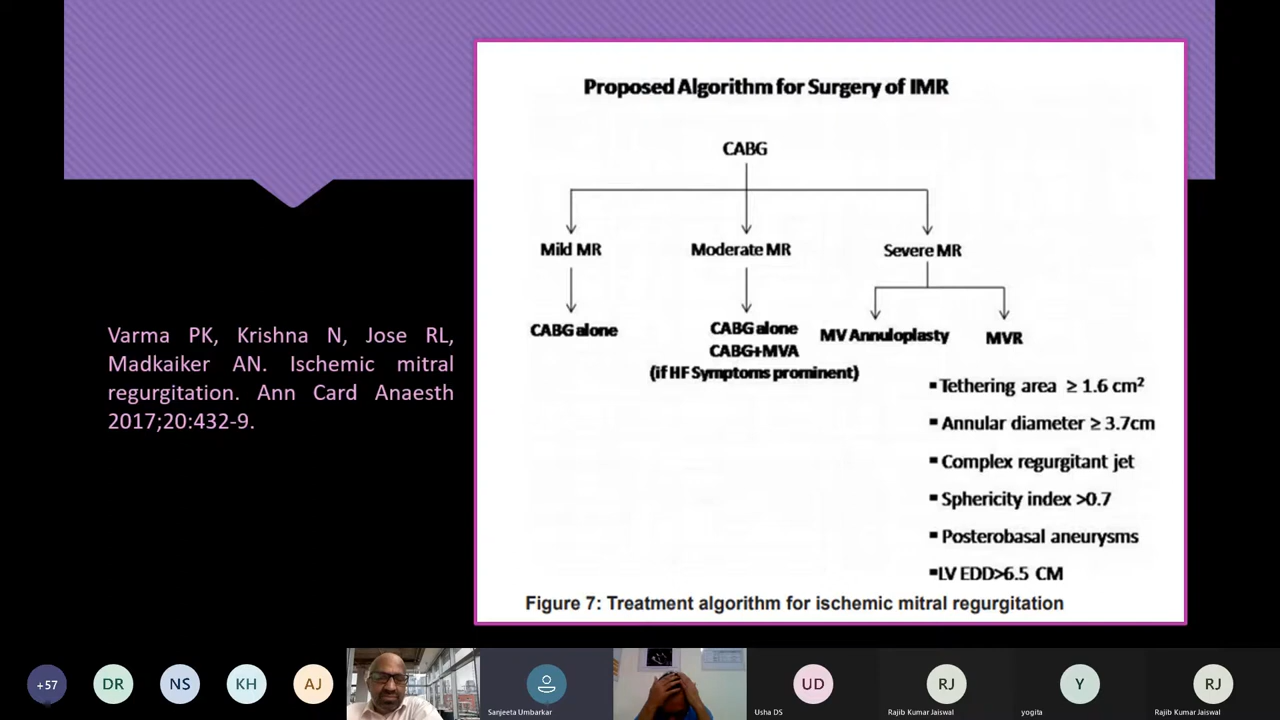 Proposed Algorithm for Surgery of IMR
CABG
Mild MR
Moderate MR
Severe MR
CABG alone
CABG alone
CABG+MVA
(if HF Symptoms prominent)
MV Annuloplasty
MVR
▪Tethering area ≥ 1.6 cm²
▪Annular diameter ≥ 3.7cm
▪Complex regurgitant jet
▪Sphericity index >0.7
▪Posterobasal aneurysms
▪LV EDD>6.5 CM
Figure 7: Treatment algorithm for ischemic mitral regurgitation
Varma PK, Krishna N, Jose RL,
Madkaiker AN. Ischemic mitral
regurgitation. Ann Card Anaesth
2017;20:432-9.
+57
DR
NS
KH
AJ
Sanjeeta Umbarkar
UD
Usha DS
RJ
Rajib Kumar Jaiswal
Y
yogita
RJ
Rajib Kumar Jaiswal